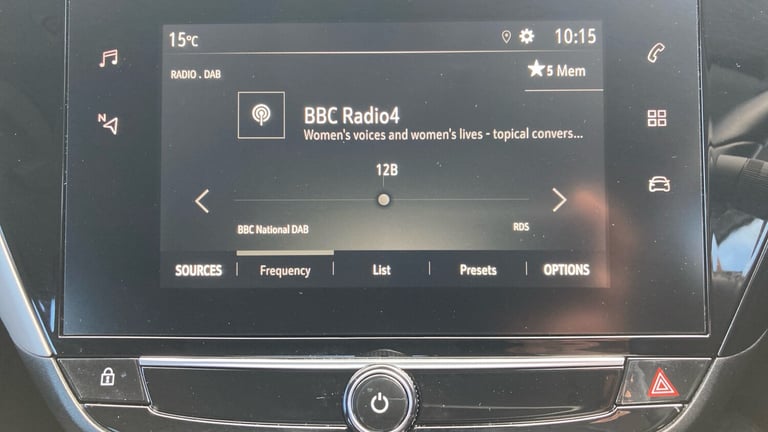 15°C
10:15
RADIO . DAB
5 Mem
N
BBC Radio4
Women's voices and women's lives - topical convers...
12B
BBC National DAB
RDS
SOURCES
Frequency
List
Presets
OPTIONS